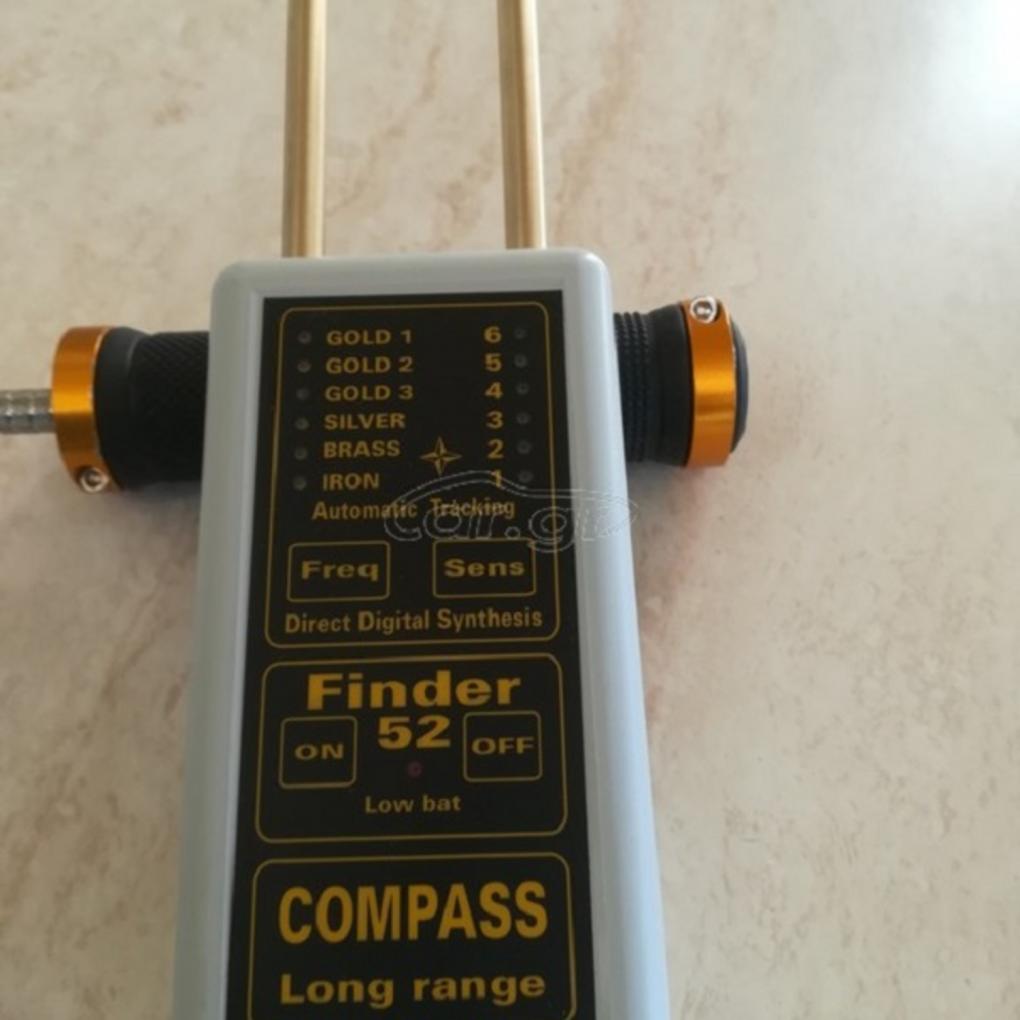 GOLD 1 6
GOLD 2 5
GOLD 3 4
SILVER 3
BRASS 2
IRON 1
Automatic Tracking
car.gr
Freq Sens
Direct Digital Synthesis
Finder
52
ON OFF
Low bat
COMPASS
Long range